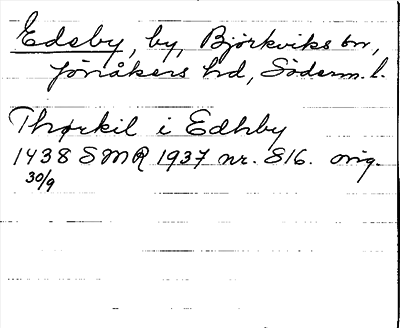 Edeby, by, Björkviks sn,
Jönåkers hd, Söderm. l.
Thørkil i Edhby
1438 SMR 1937 nr. 816. orig.
30/9